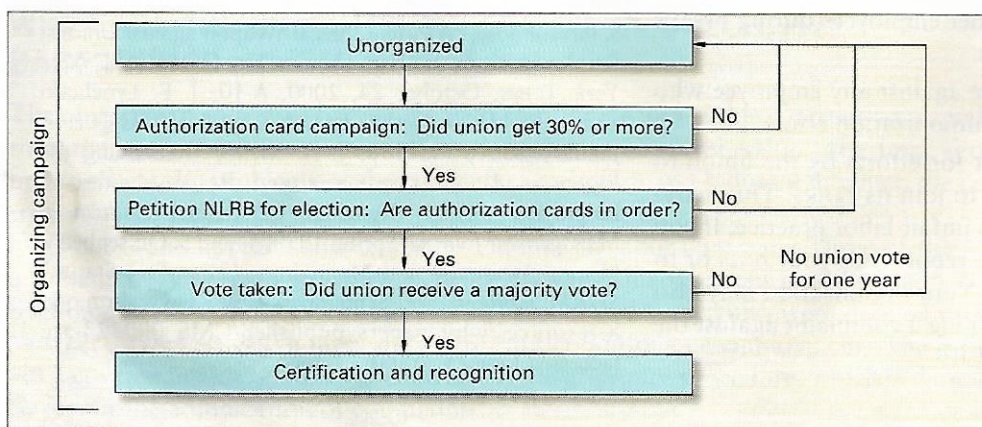 Organizing campaign
Unorganized
Authorization card campaign: Did union get 30% or more?
No
Yes
Petition NLRB for election: Are authorization cards in order?
No
Yes
Vote taken: Did union receive a majority vote?
No
No union vote
for one year
Yes
Certification and recognition